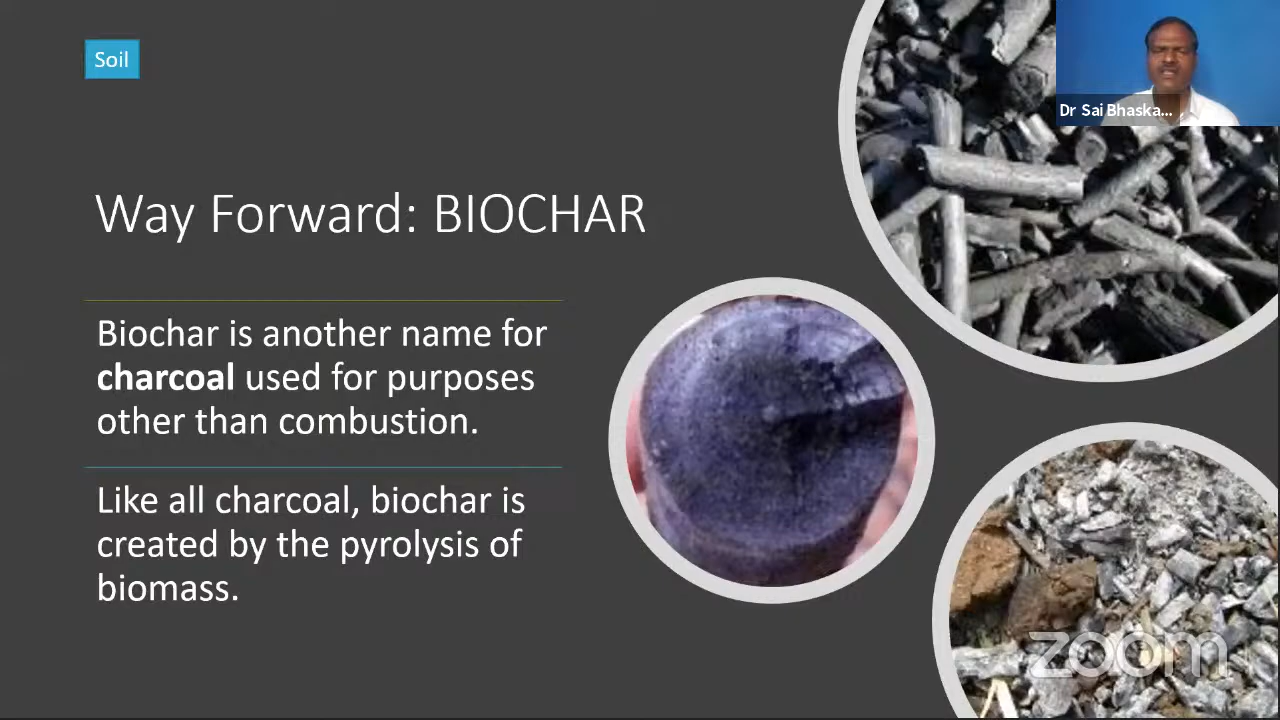 Soil
Dr Sai Bhaska...
Way Forward: BIOCHAR
Biochar is another name for
charcoal used for purposes
other than combustion.
Like all charcoal, biochar is
created by the pyrolysis of
biomass.
zoom